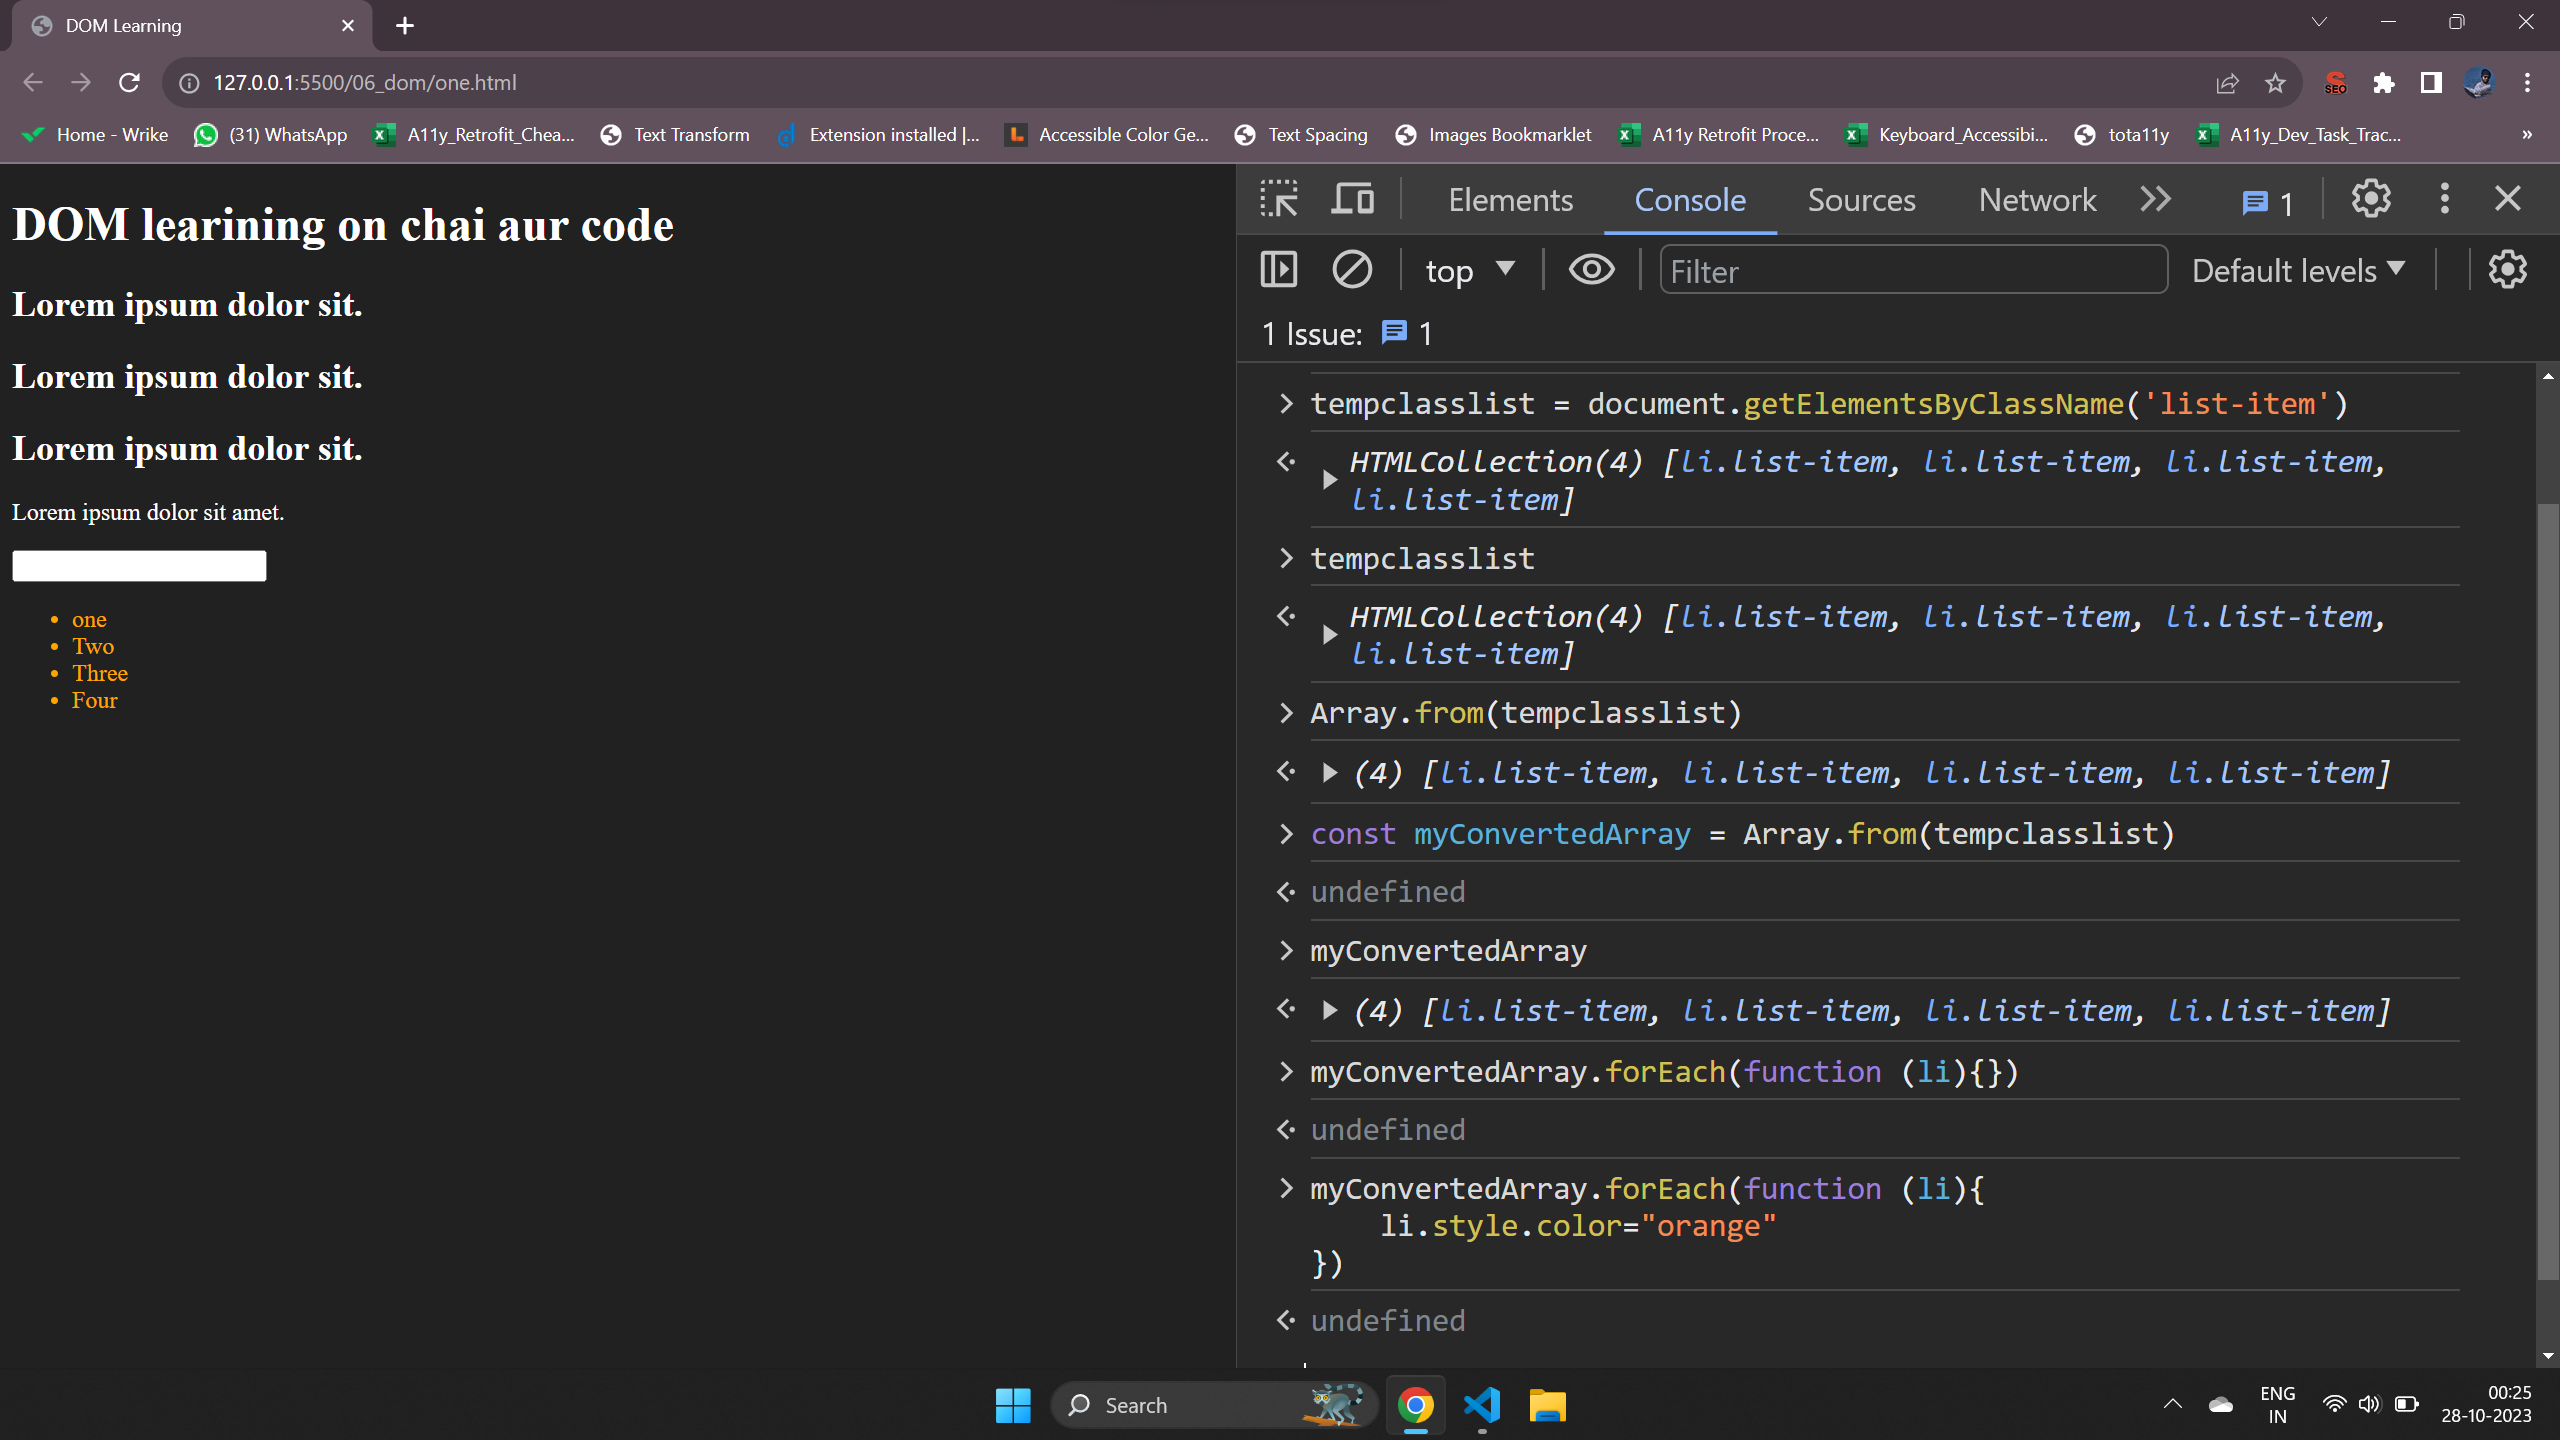 DOM Learning
127.0.0.1:5500/06_dom/one.html
SEO
Home - Wrike
(31) WhatsApp
A11y_Retrofit_Chea...
Text Transform
Extension installed |...
Accessible Color Ge...
Text Spacing
Images Bookmarklet
A11y Retrofit Proce...
Keyboard_Accessibi...
tota11y
A11y_Dev_Task_Trac...
DOM learining on chai aur code
Lorem ipsum dolor sit.
Lorem ipsum dolor sit.
Lorem ipsum dolor sit.
Lorem ipsum dolor sit amet.
• one
• Two
• Three
• Four
Elements Console Sources Network 1
top Filter Default levels
1 Issue: 1
> tempclasslist = document.getElementsByClassName('list-item')
HTMLCollection(4) [li.list-item, li.list-item, li.list-item,
li.list-item]
> tempclasslist
HTMLCollection(4) [li.list-item, li.list-item, li.list-item,
li.list-item]
> Array.from(tempclasslist)
(4) [li.list-item, li.list-item, li.list-item, li.list-item]
> const myConvertedArray = Array.from(tempclasslist)
undefined
> myConvertedArray
(4) [li.list-item, li.list-item, li.list-item, li.list-item]
> myConvertedArray.forEach(function (li){})
undefined
> myConvertedArray.forEach(function (li){
li.style.color="orange"
})
undefined
Search
ENG
IN
00:25
28-10-2023